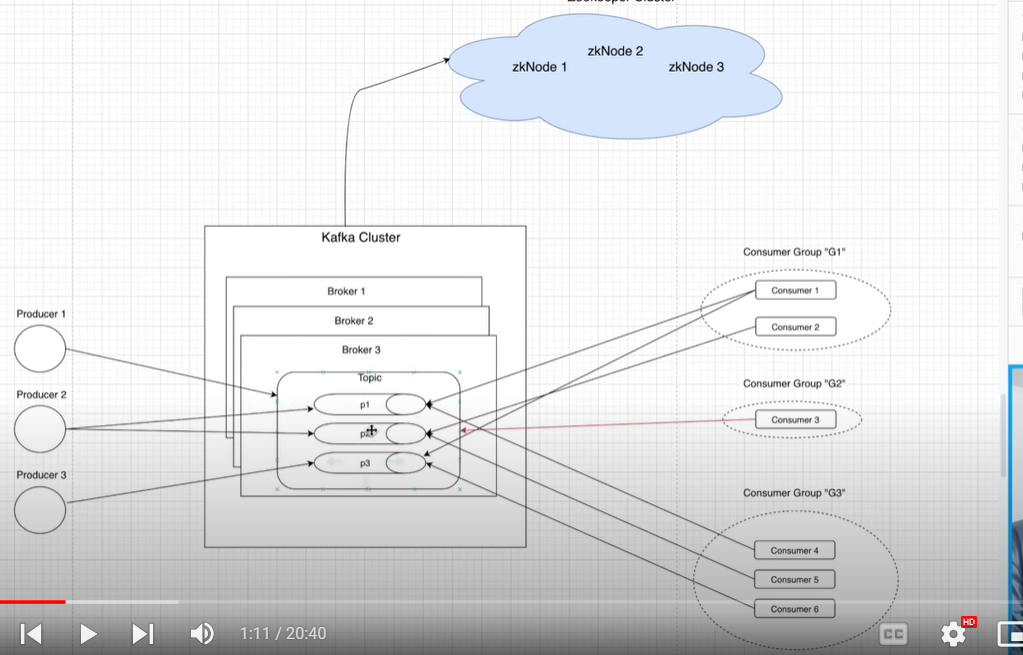 zkNode 2
zkNode 1
zkNode 3
Kafka Cluster
Broker 1
Broker 2
Broker 3
Topic
p1
p3
Producer 1
Producer 2
Producer 3
Consumer Group "G1"
Consumer 1
Consumer 2
Consumer Group "G2"
Consumer 3
Consumer Group "G3"
Consumer 4
Consumer 5
Consumer 6
1:11 / 20:40
CC
HD